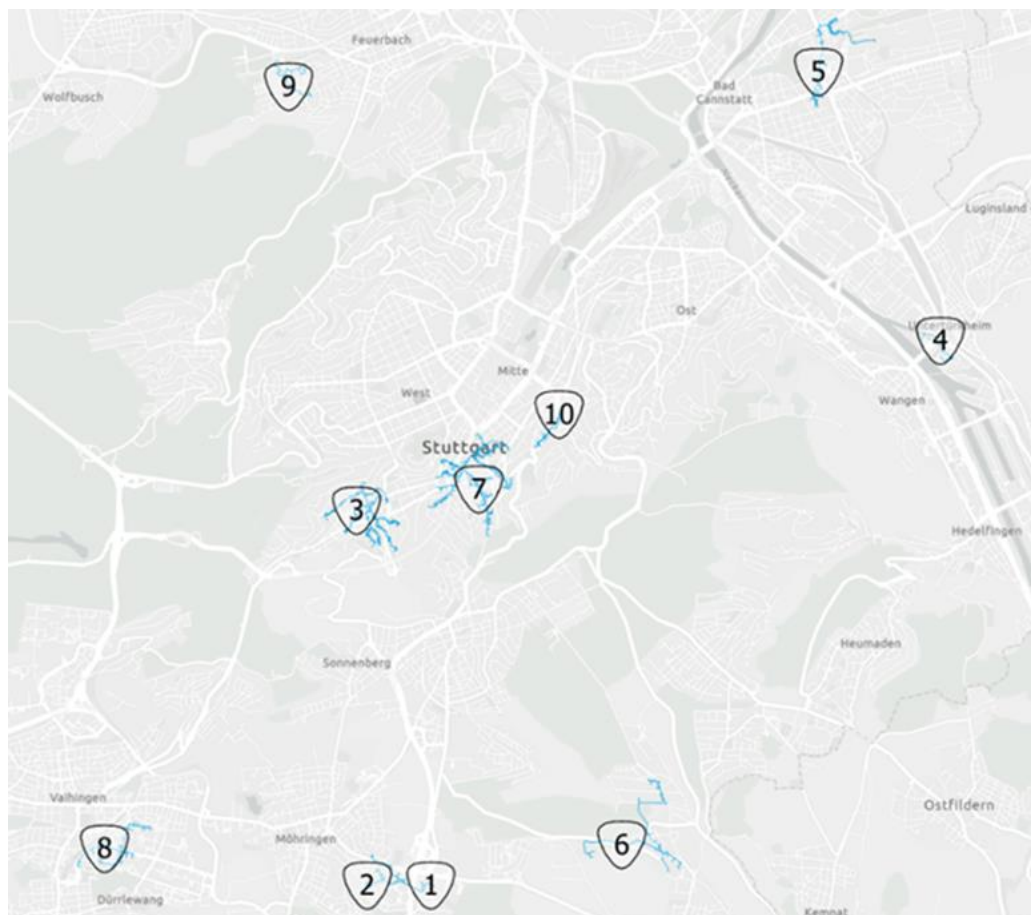 Feuerbach
9
5
Wolfbusch
Bad
Cannstatt
Luginsland
Ost
4
Mitte
West
Wangen
10
Stuttgart
7
3
Hedelfingen
Heumaden
Sonnenberg
Vaihingen
Ostfildern
8
Möhringen
6
2
1
Dürrlewang
Kemnat